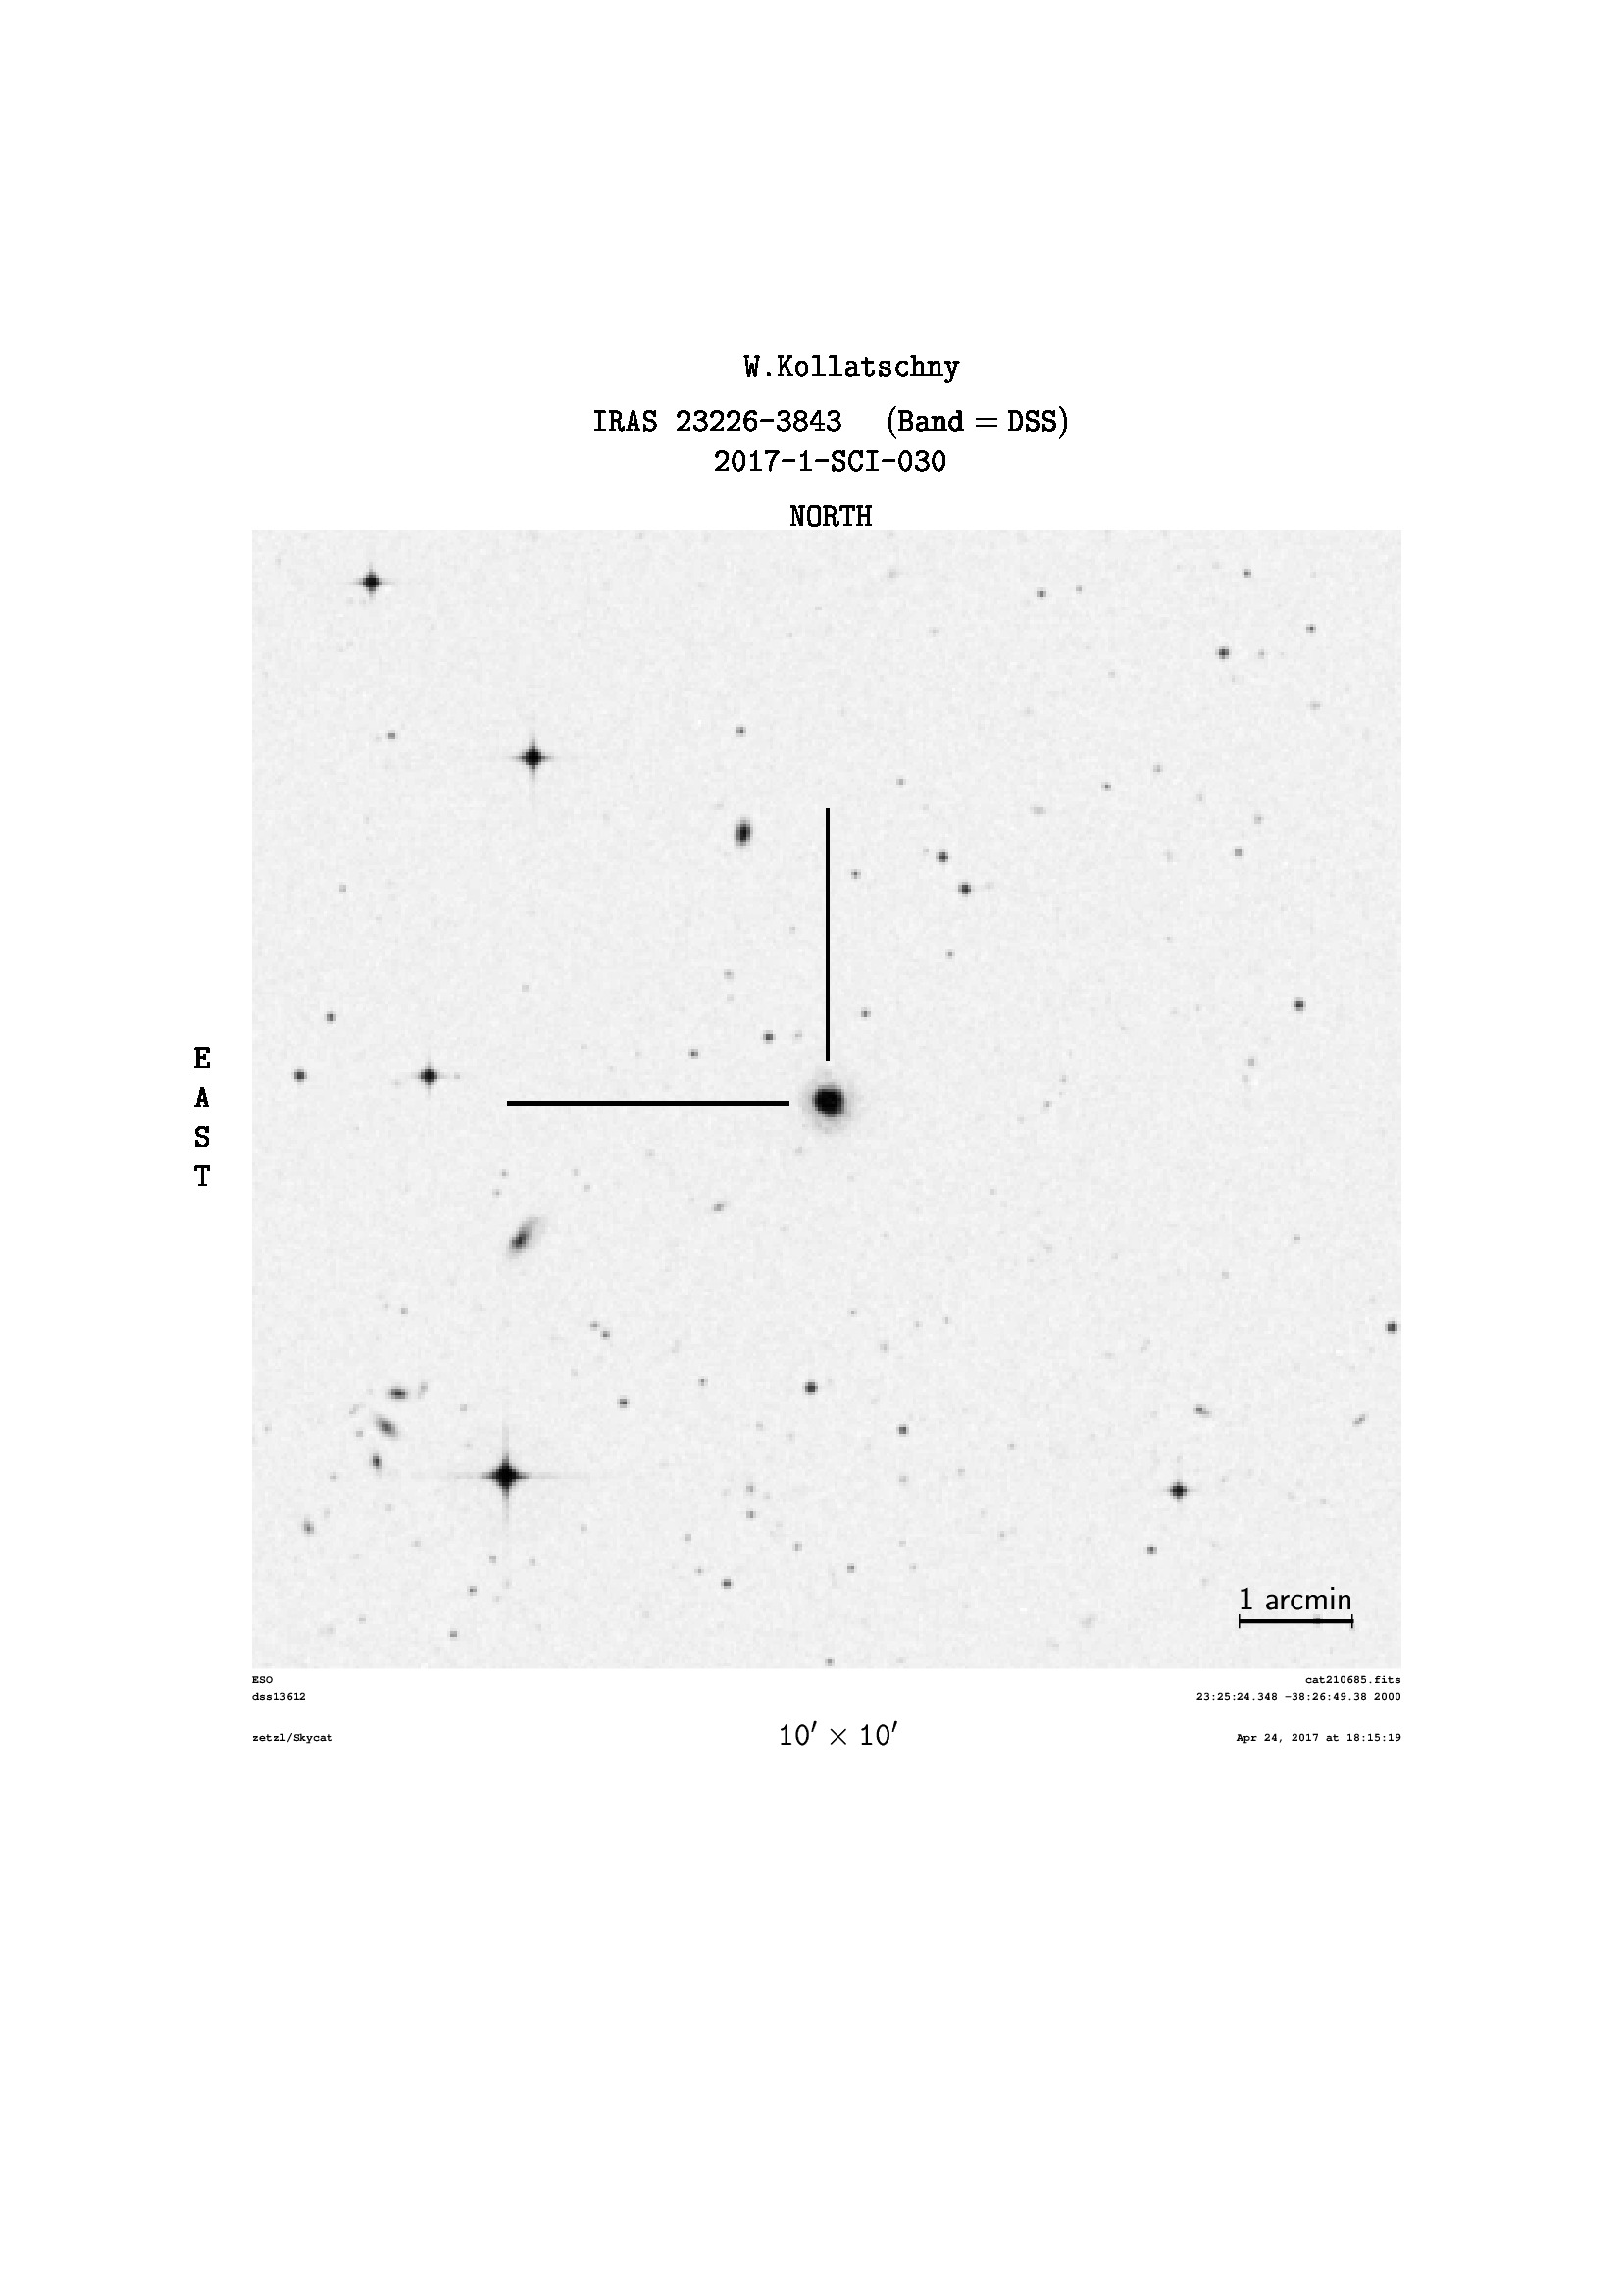 W.Kollatschny
IRAS 23226-3843 (Band = DSS)
2017-1-SCI-030
NORTH
EAST
1 arcmin
ESO
cat210685.fits
dss13612
23:25:24.348 -38:26:49.38 2000
10′ × 10′
zetzl/Skycat
Apr 24, 2017 at 18:15:19